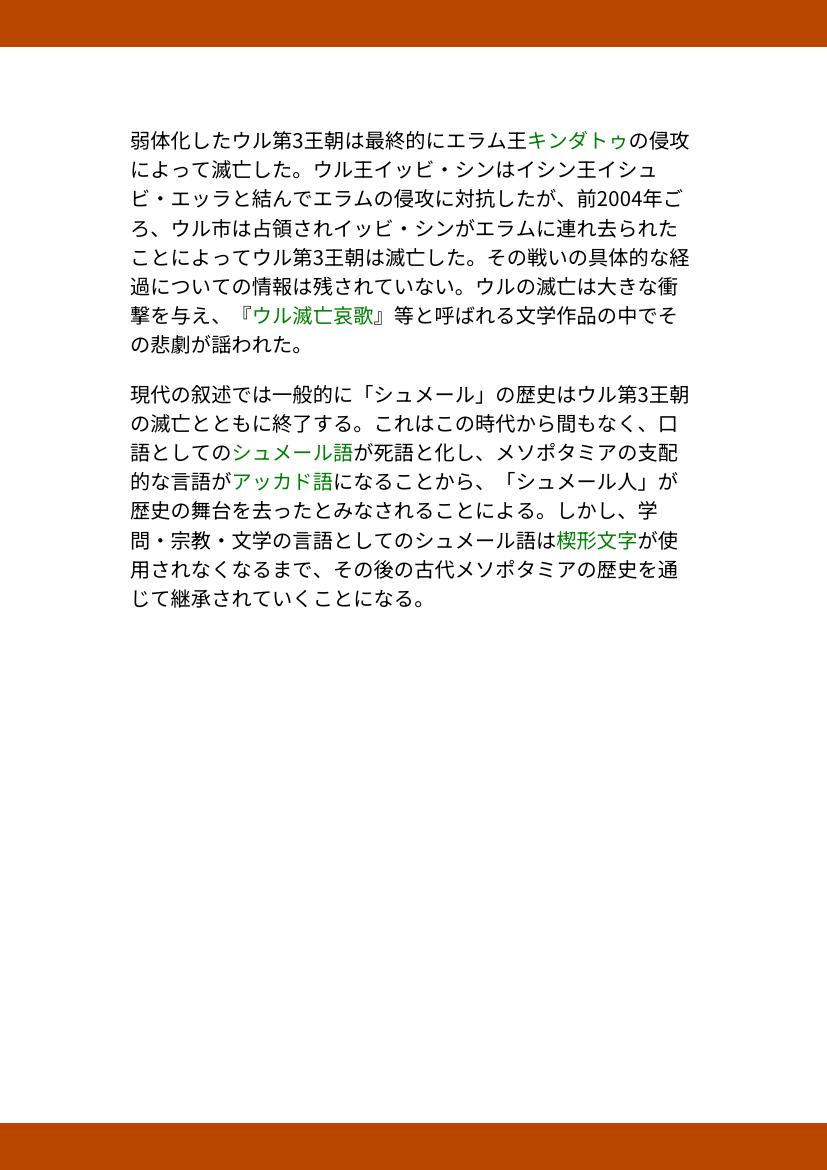 弱体化したウル第3王朝は最終的にエラム王キンダトゥの侵攻
によって滅亡した。ウル王イッビ・シンはイシン王イシュ
ビ・エッラと結んでエラムの侵攻に対抗したが、前2004年ご
ろ、ウル市は占領されイッビ・シンがエラムに連れ去られた
ことによってウル第3王朝は滅亡した。その戦いの具体的な経
過についての情報は残されていない。ウルの滅亡は大きな衝
撃を与え、『ウル滅亡哀歌』等と呼ばれる文学作品の中でそ
の悲劇が謡われた。
現代の叙述では一般的に「シュメール」の歴史はウル第3王朝
の滅亡とともに終了する。これはこの時代から間もなく、口
語としてのシュメール語が死語と化し、メソポタミアの支配
的な言語がアッカド語になることから、「シュメール人」が
歴史の舞台を去ったとみなされることによる。しかし、学
問・宗教・文学の言語としてのシュメール語は楔形文字が使
用されなくなるまで、その後の古代メソポタミアの歴史を通
じて継承されていくことになる。